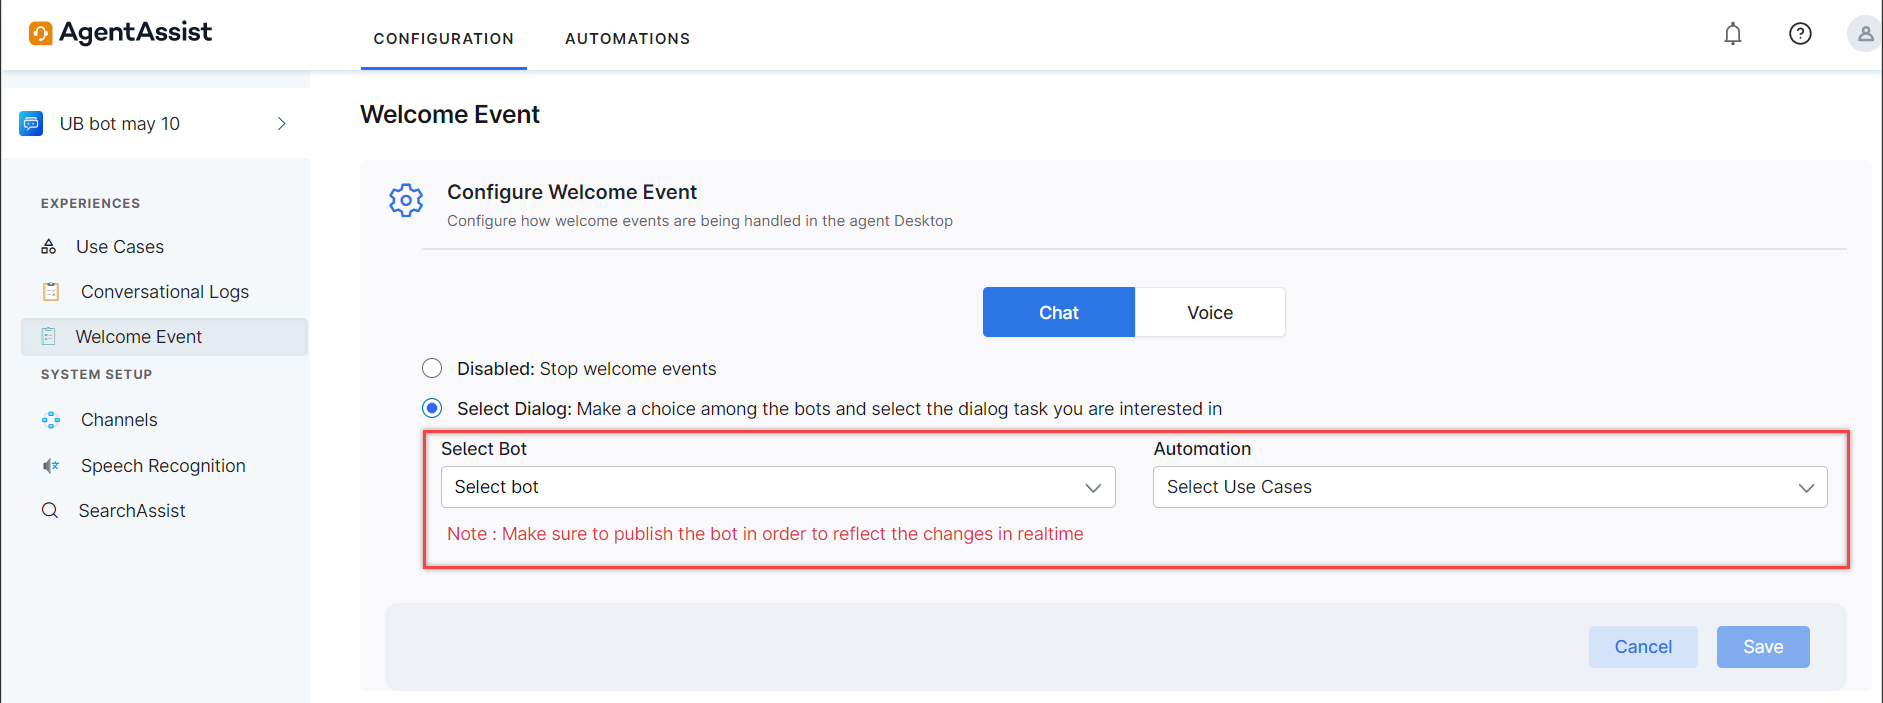 AgentAssist
CONFIGURATION
AUTOMATIONS
UB bot may 10
EXPERIENCES
Use Cases
Conversational Logs
Welcome Event
SYSTEM SETUP
Channels
Speech Recognition
SearchAssist
Welcome Event
Configure Welcome Event
Configure how welcome events are being handled in the agent Desktop
Chat
Voice
Disabled: Stop welcome events
Select Dialog: Make a choice among the bots and select the dialog task you are interested in
Select Bot
Automation
Select bot
Select Use Cases
Note : Make sure to publish the bot in order to reflect the changes in realtime
Cancel
Save